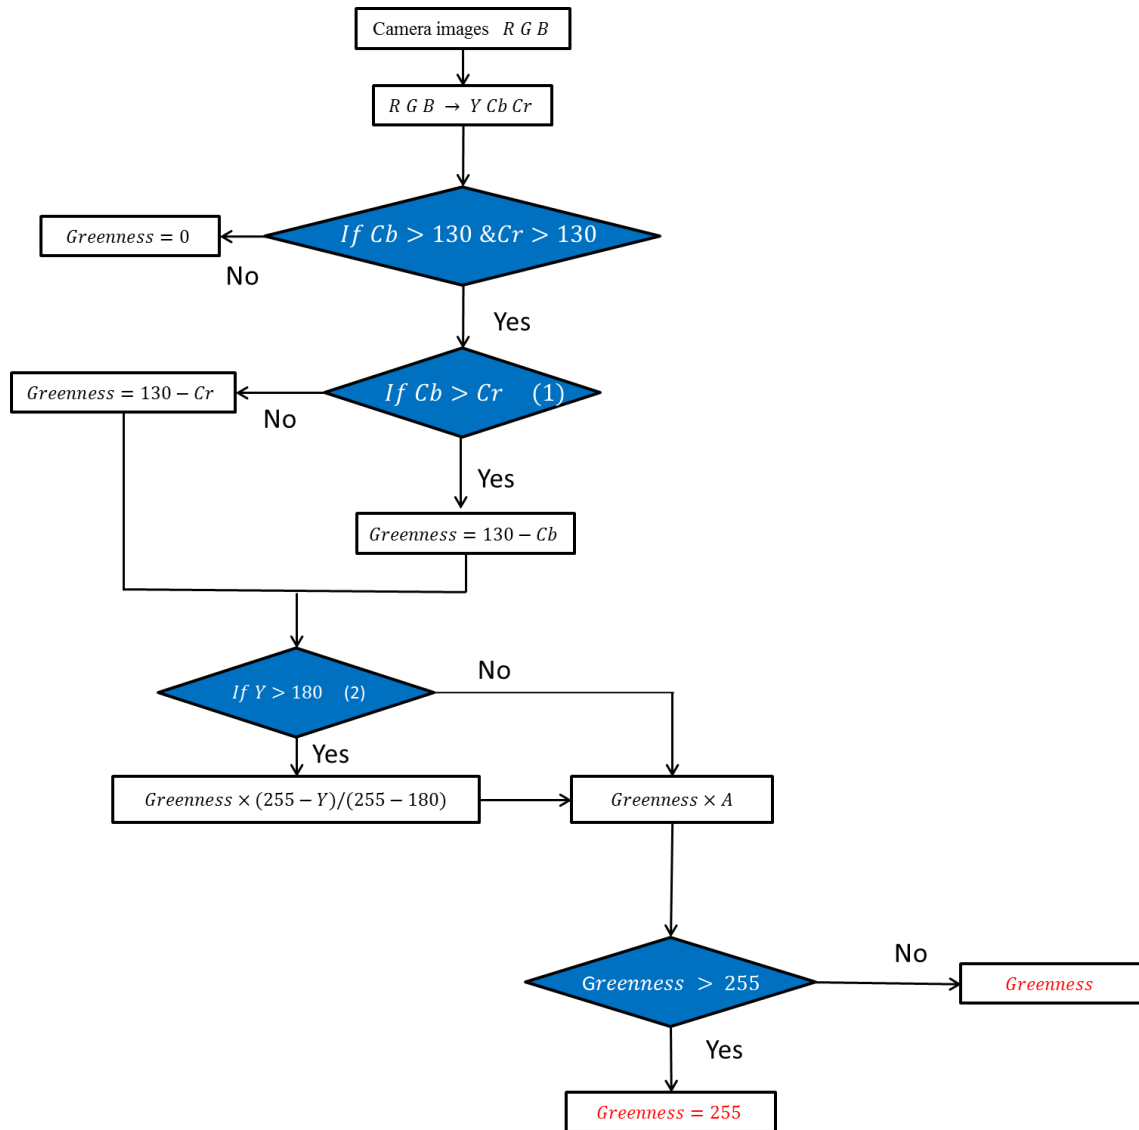 Camera images R G B
R G B → Y Cb Cr
If Cb > 130 &Cr > 130
Greenness = 0
No
Yes
If Cb > Cr (1)
Greenness = 130 − Cr
No
Yes
Greenness = 130 − Cb
If Y > 180 (2)
No
Yes
Greenness × (255 − Y)/(255 − 180)
Greenness × A
Greenness > 255
No
Greenness
Yes
Greenness = 255